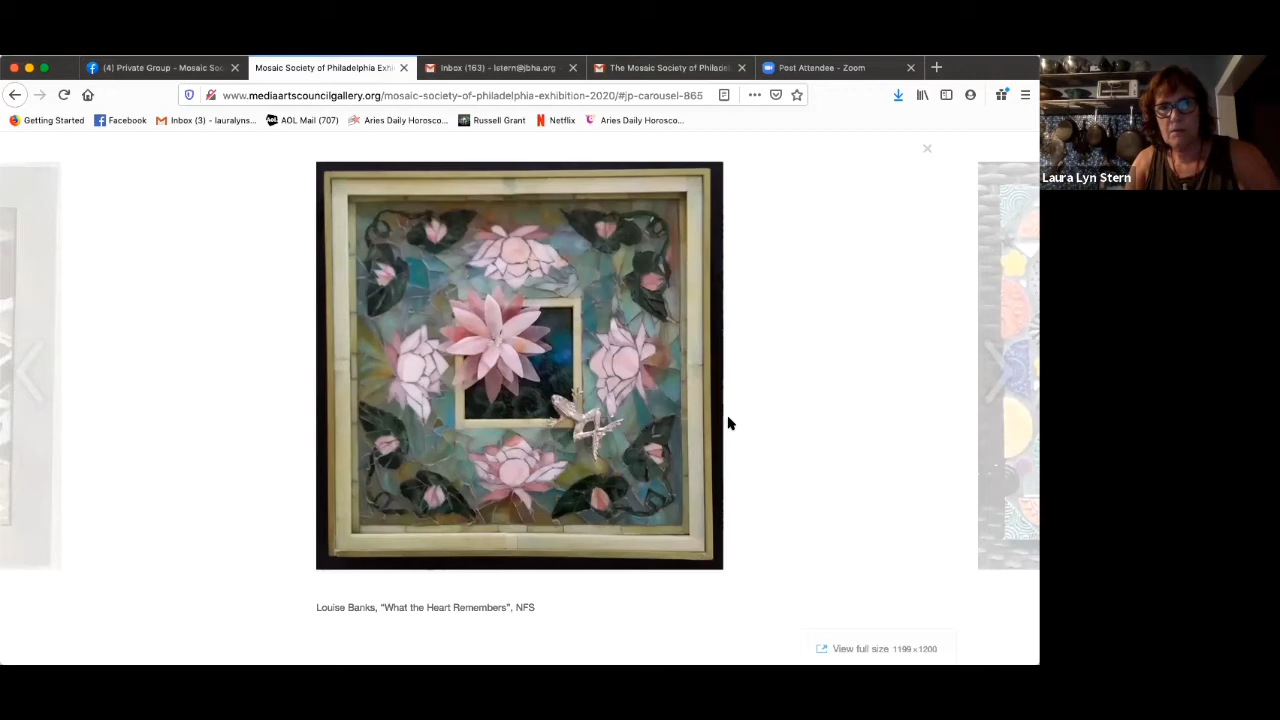 (4) Private Group - Mosaic Soc
Mosaic Society of Philadelphia Exhi
Inbox (163) - lstern@jbha.org
The Mosaic Society of Philadel
Post Attendee - Zoom
www.mediaartscouncilgallery.org/mosaic-society-of-philadelphia-exhibition-2020/#jp-carousel-865
Getting Started
Facebook
Inbox (3) - lauralyns...
AOL Mail (707)
Aries Daily Horosco...
Russell Grant
Netflix
Aries Daily Horosco...
Laura Lyn Stern
Louise Banks, “What the Heart Remembers”, NFS
View full size 1199×1200